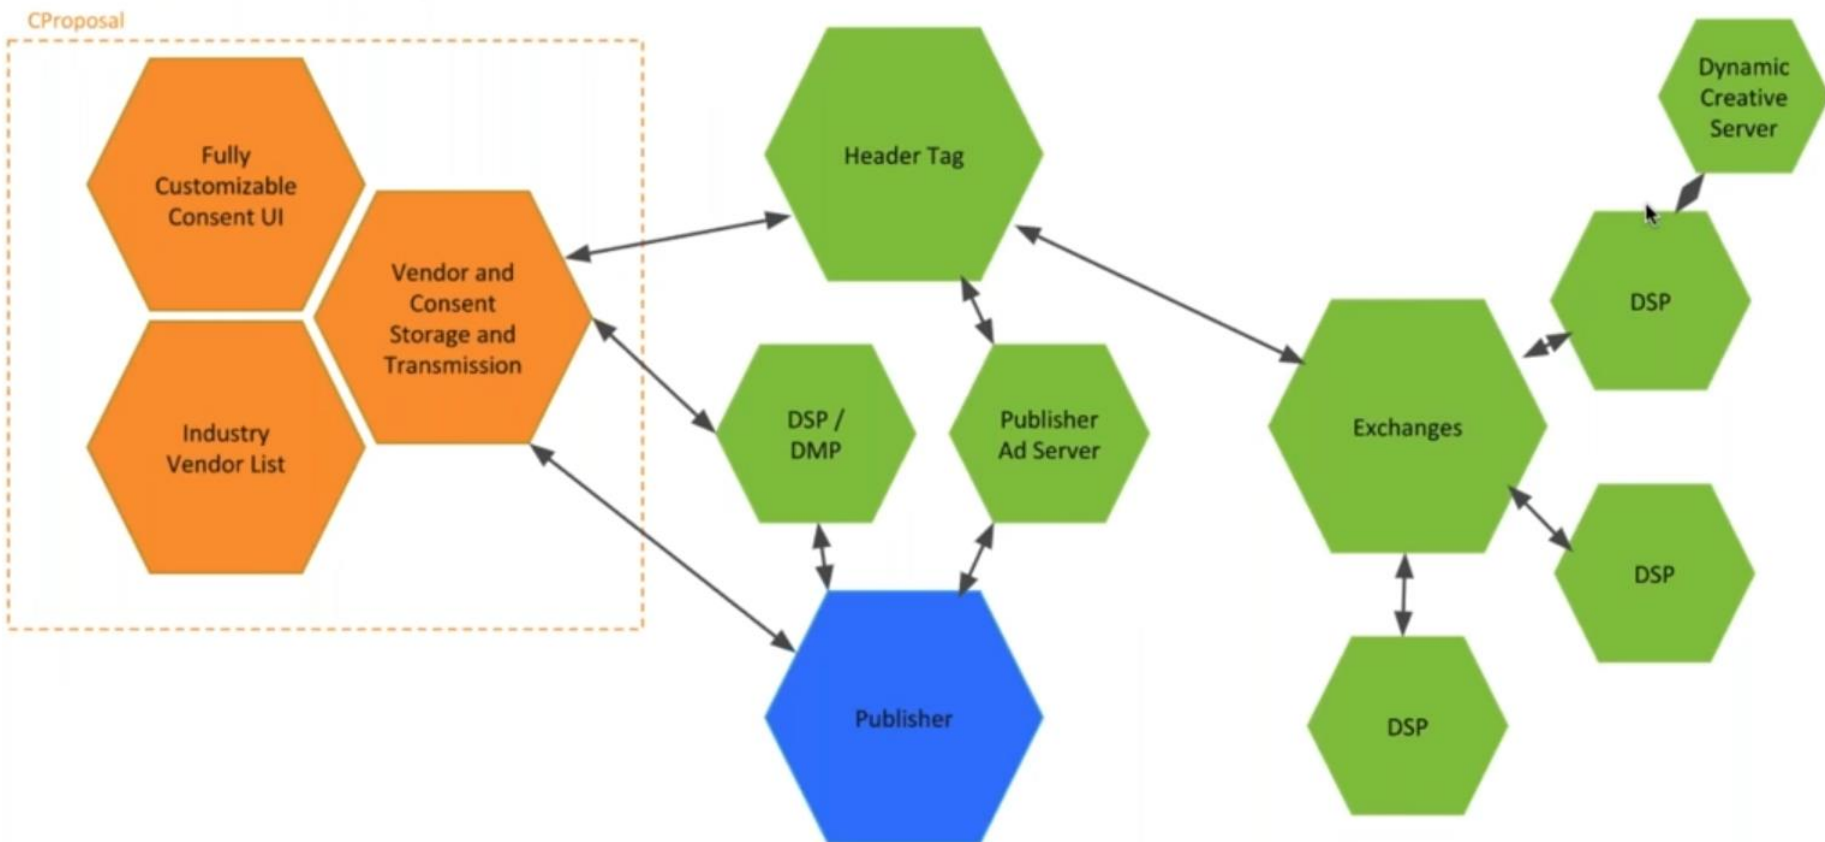 CProposal
Fully
Customizable
Consent UI
Vendor and
Consent
Storage and
Transmission
Industry
Vendor List
Header Tag
DSP /
DMP
Publisher
Ad Server
Publisher
Exchanges
Dynamic
Creative
Server
DSP
DSP
DSP